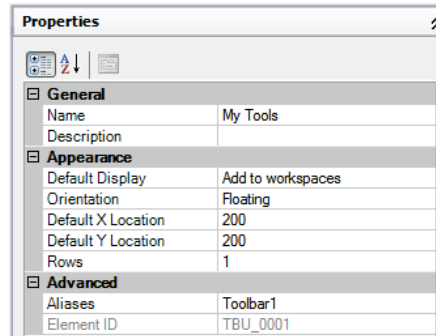 Properties
General
Name My Tools
Description
Appearance
Default Display Add to workspaces
Orientation Floating
Default X Location 200
Default Y Location 200
Rows 1
Advanced
Aliases Toolbar1
Element ID TBU_0001